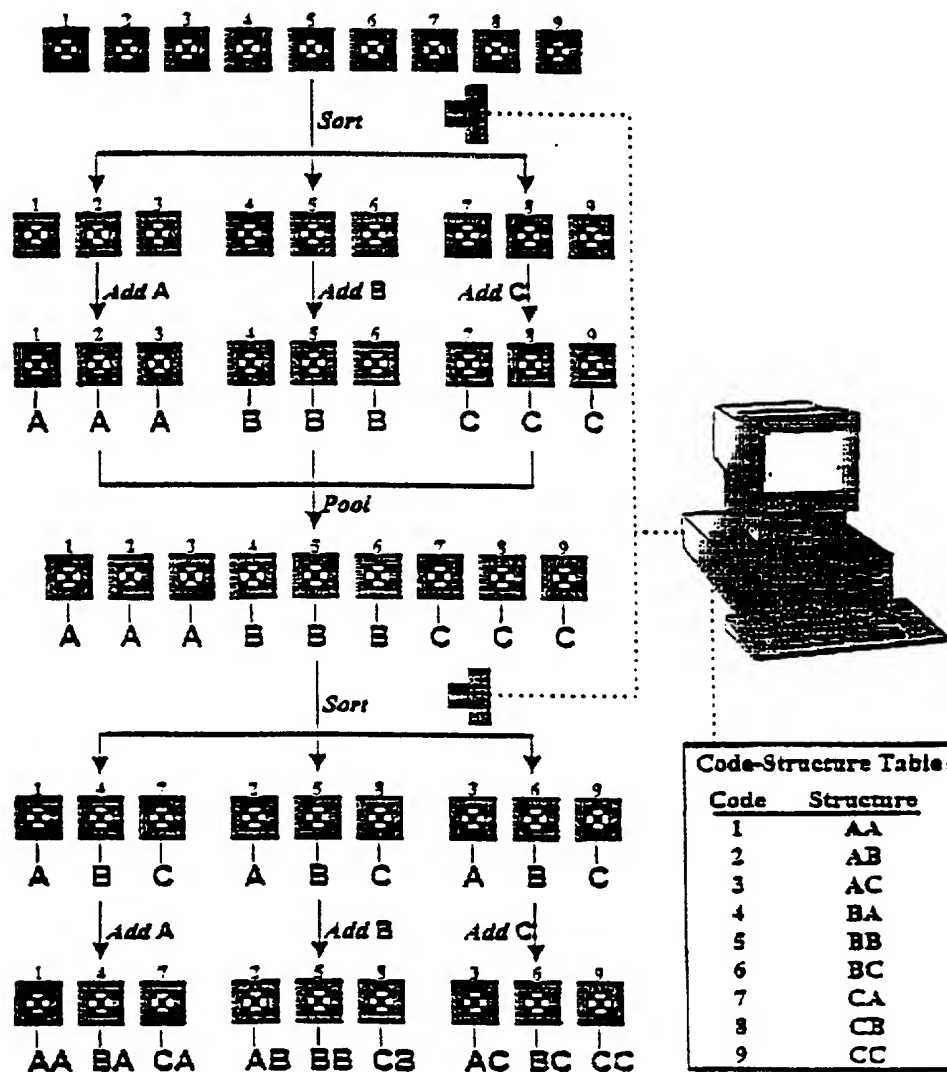 1 2 3 4 5 6 7 8 9
Sort
1 2 3 4 5 6 7 8 9
Add A Add B Add C
1 2 3 4 5 6 7 8 9
A A A B B B C C C
Pool
1 2 3 4 5 6 7 8 9
A A A B B B C C C
Sort
1 4 7 2 5 8 3 6 9
A B C A B C A B C
Add A Add B Add C
1 4 7 2 5 8 3 6 9
AA BA CA AB BB CB AC BC CC
Code-Structure Table
Code Structure
1 AA
2 AB
3 AC
4 BA
5 BB
6 BC
7 CA
8 CB
9 CC